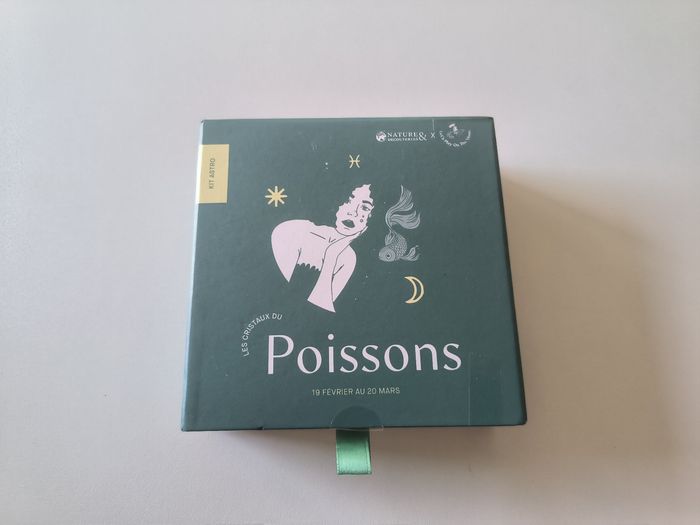 NATURE &
DÉCOUVERTES
X
KIT ASTRO
LES CRISTAUX DU
Poissons
19 FÉVRIER AU 20 MARS